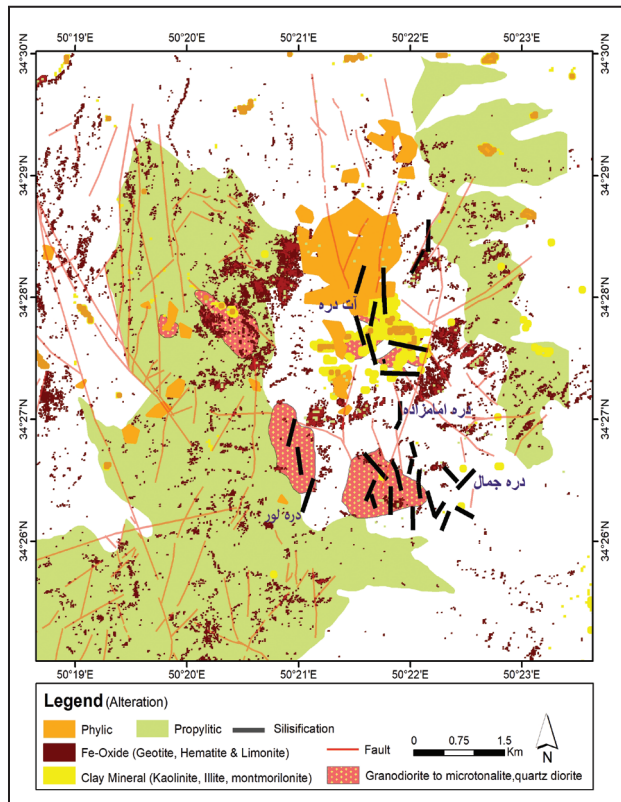 50°19'E 50°20'E 50°21'E 50°22'E 50°23'E
34°30'N 34°30'N
34°29'N 34°29'N
34°28'N 34°28'N
آت دره
34°27'N 34°27'N
دره امامزاده
دره جمال
دره لور
34°26'N 34°26'N
50°19'E 50°20'E 50°21'E 50°22'E 50°23'E
Legend (Alteration)
Phylic Propylitic Silisification
Fe-Oxide (Geotite, Hematite & Limonite) Fault 0 0.75 1.5
Km N
Clay Mineral (Kaolinite, Illite, montmorilonite) Granodiorite to microtonalite,quartz diorite